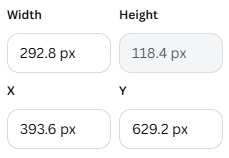 Width Height
292.8 px 118.4 px
X Y
393.6 px 629.2 px